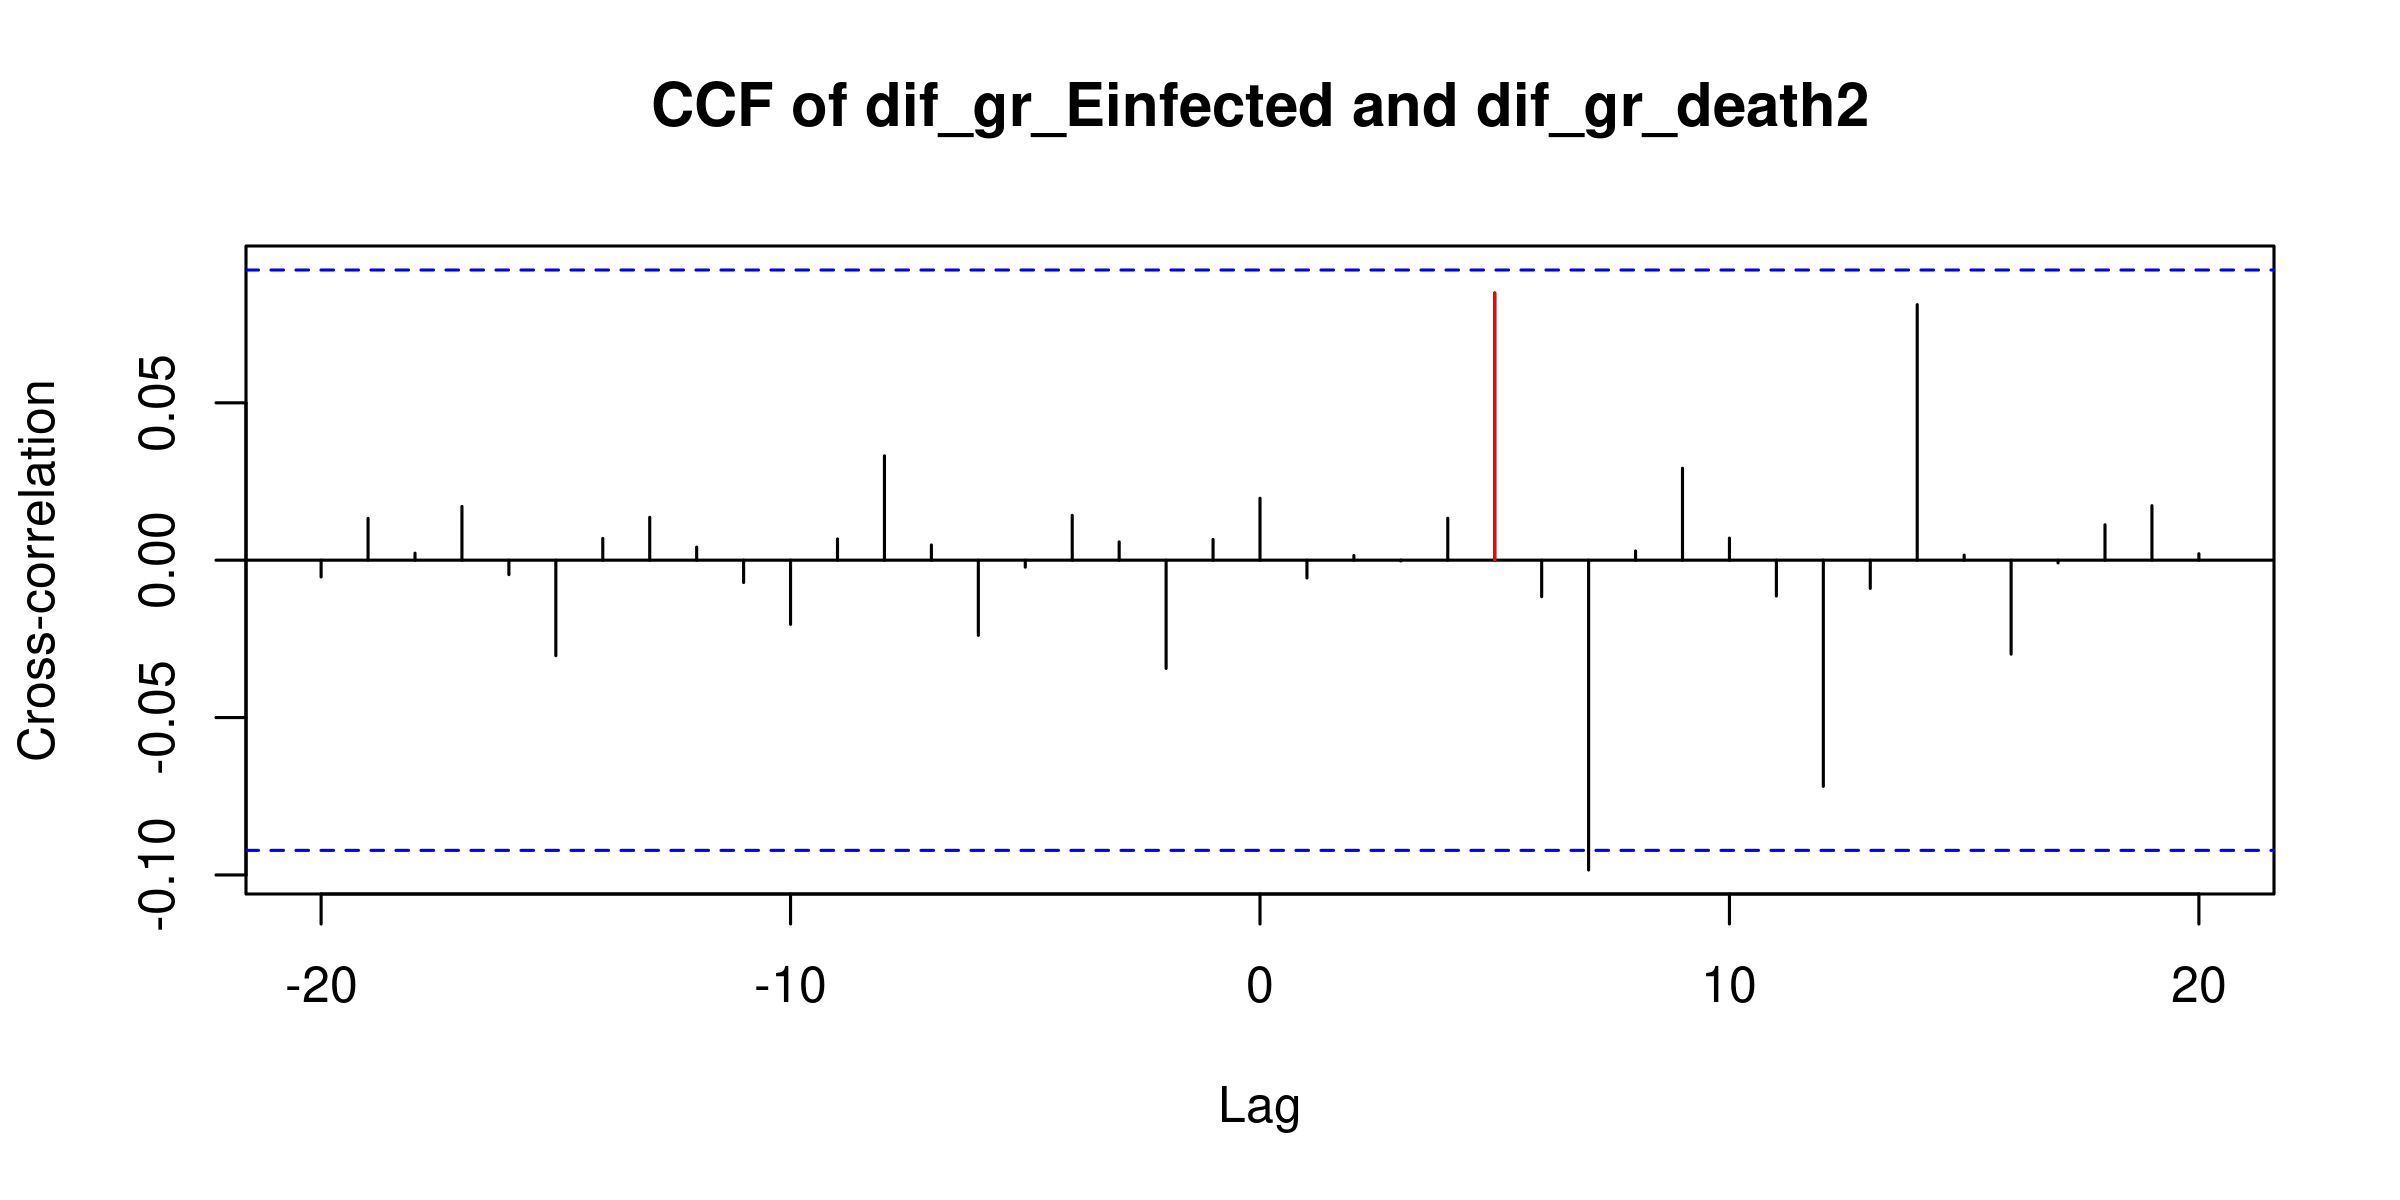 CCF of dif_gr_Einfected and dif_gr_death2
Cross-correlation
0.05
0.00
-0.05
-0.10
-20 -10 0 10 20
Lag